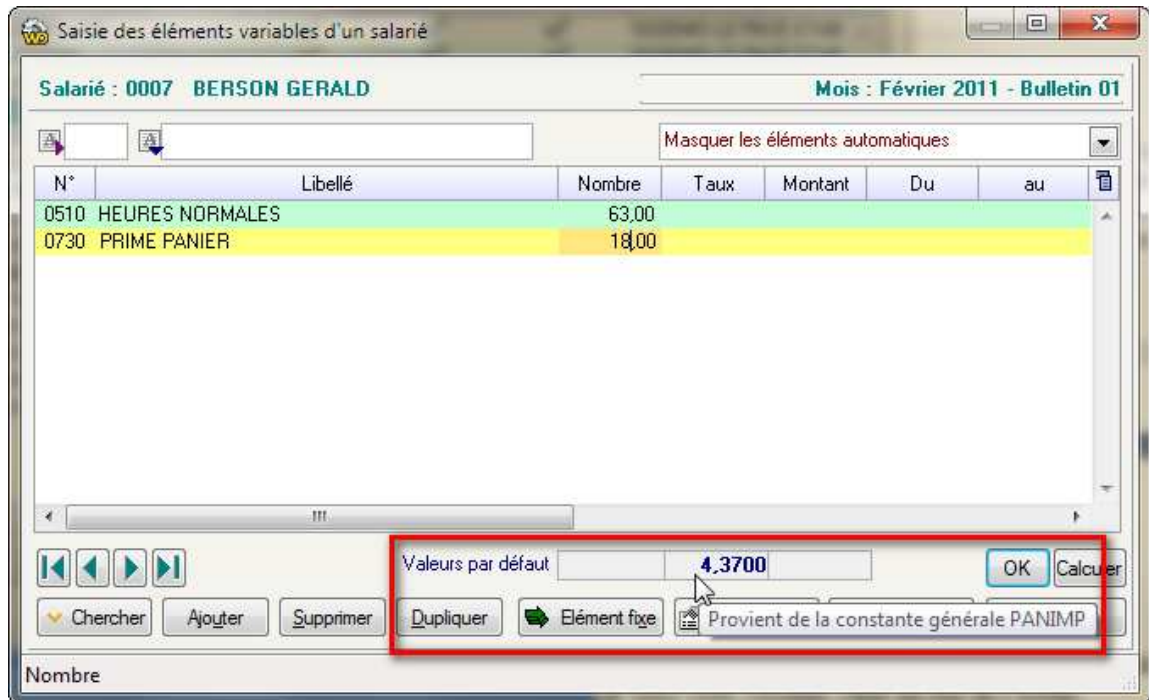 Saisie des éléments variables d'un salarié
Salarié : 0007 BERSON GERALD
Mois : Février 2011 - Bulletin 01
Masquer les éléments automatiques
N° Libellé Nombre Taux Montant Du au
0510 HEURES NORMALES 63,00
0730 PRIME PANIER 18,00
Valeurs par défaut 4,3700 OK Calculer
Chercher Ajouter Supprimer Dupliquer Elément fixe
Provient de la constante générale PANIMP
Nombre